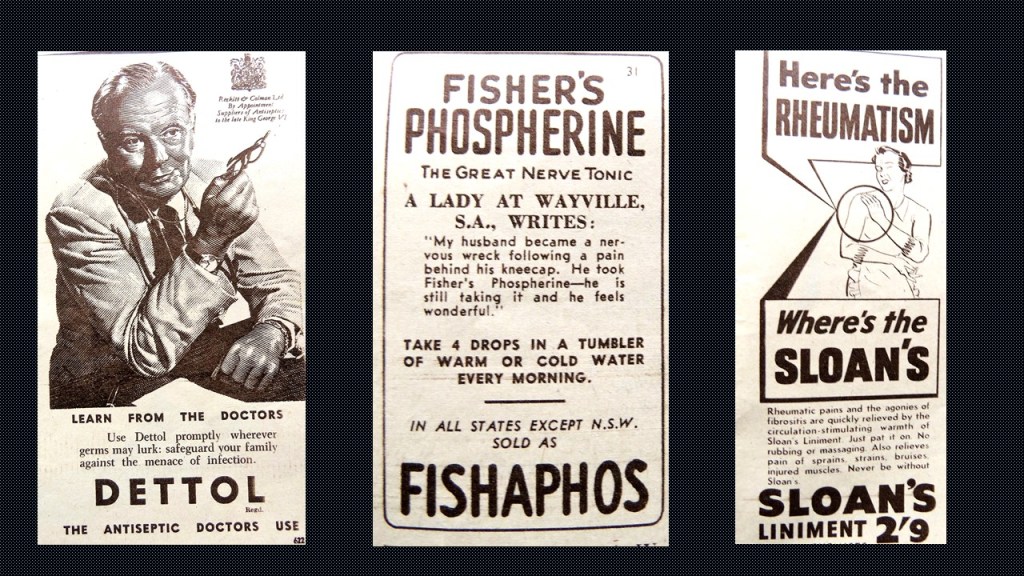 Reckitt & Colman Ltd
By Appointment
Suppliers of Antiseptics
to the late King George VI
LEARN FROM THE DOCTORS
Use Dettol promptly wherever
germs may lurk: safeguard your family
against the menace of infection.
DETTOL
Regd.
THE ANTISEPTIC DOCTORS USE
622
31
FISHER'S
PHOSPHERINE
THE GREAT NERVE TONIC
A LADY AT WAYVILLE,
S.A., WRITES:
"My husband became a ner-
vous wreck following a pain
behind his kneecap. He took
Fisher's Phospherine—he is
still taking it and he feels
wonderful."
TAKE 4 DROPS IN A TUMBLER
OF WARM OR COLD WATER
EVERY MORNING.
IN ALL STATES EXCEPT N.S.W.
SOLD AS
FISHAPHOS
Here's the
RHEUMATISM
Where's the
SLOAN'S
Rheumatic pains and the agonies of
fibrositis are quickly relieved by the
circulation-stimulating warmth of
Sloan's Liniment. Just pat it on. No
rubbing or massaging. Also relieves
pain of sprains, strains, bruises,
injured muscles. Never be without
Sloan's.
SLOAN'S
LINIMENT 2'9